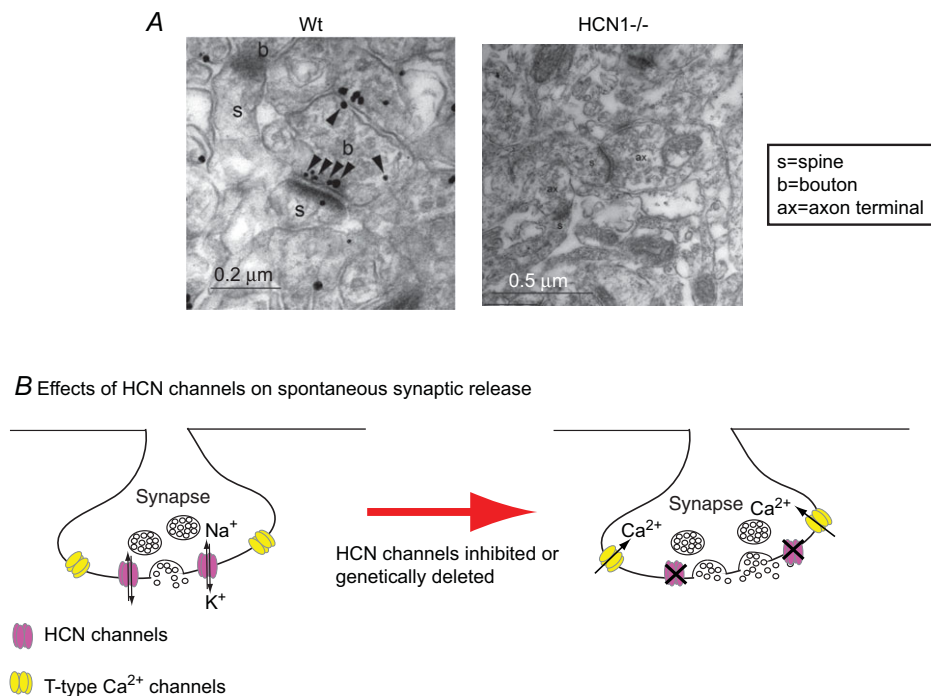 A
Wt
HCN1-/-
b
s
b
s
0.2 μm
s
ax
ax
s
0.5 μm
s=spine
b=bouton
ax=axon terminal
B Effects of HCN channels on spontaneous synaptic release
Synapse
Na⁺
K⁺
HCN channels inhibited or
genetically deleted
Synapse
Ca²⁺
Ca²⁺
HCN channels
T-type Ca²⁺ channels